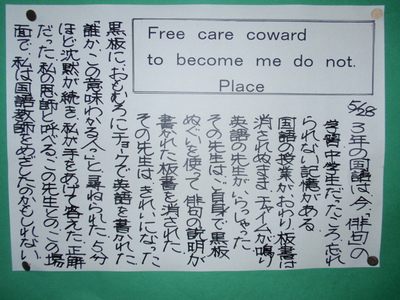 Free care coward
to become me do not.
Place
5/28
3年の国語は今、俳句の
学習。中学生だったころ、忘れ
られない記憶がある。
国語の授業がおわり、板書は
消されぬまま、チャイムが鳴り
英語の先生がいらっしゃった。
その先生は、ご自身で黒板
ぬぐいを使って、俳句の説明が
書かれた板書を消された。
その先生は、きれいになった
黒板に、おもむろにチョークで英語を書かれた
「誰か、この意味わかる人?」と尋ねられた。5分
ほど沈黙が続き、私が手をあげて答えた。正解
だった。私の恩師と呼べるこの先生とのこの場
面で、私は国語教師をめざしたのかもしれない。